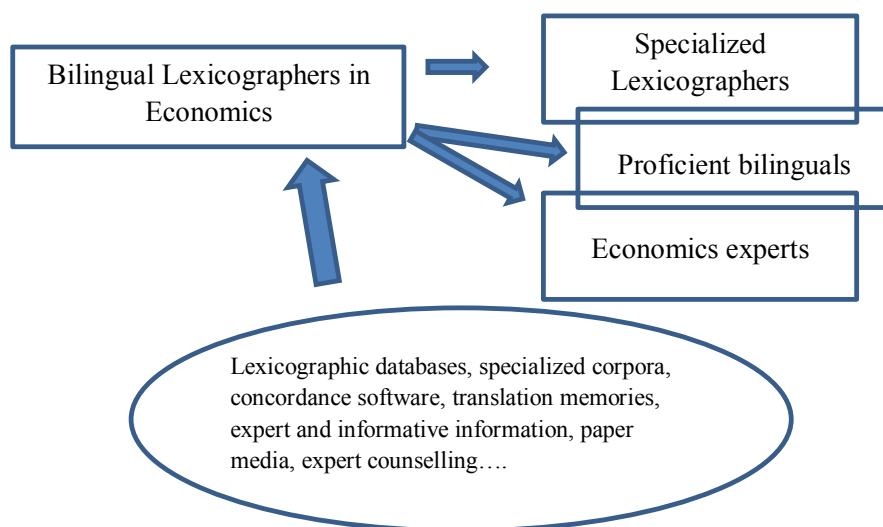 Bilingual Lexicographers in
Economics
Specialized
Lexicographers
Proficient bilinguals
Economics experts
Lexicographic databases, specialized corpora,
concordance software, translation memories,
expert and informative information, paper
media, expert counselling….